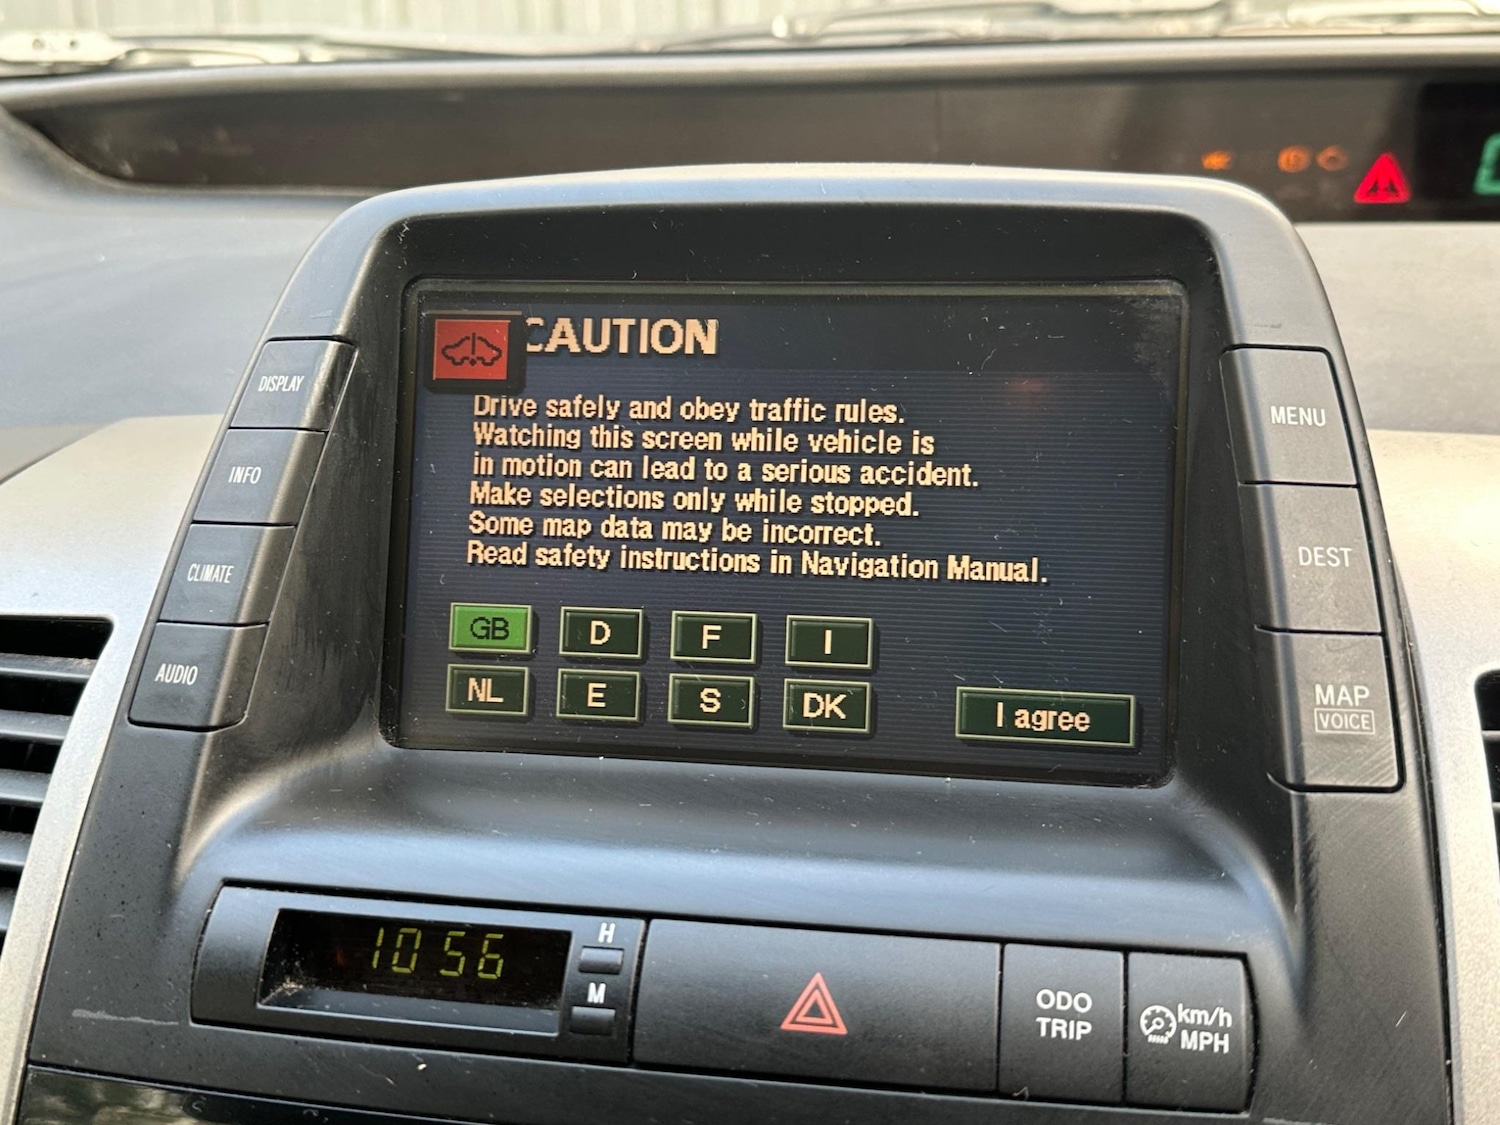 CAUTION
Drive safely and obey traffic rules.
Watching this screen while vehicle is
in motion can lead to a serious accident.
Make selections only while stopped.
Some map data may be incorrect.
Read safety instructions in Navigation Manual.
GB D F I
NL E S DK
I agree
DISPLAY
INFO
CLIMATE
AUDIO
MENU
DEST
MAP
VOICE
10 56
H
M
ODO
TRIP
km/h
MPH